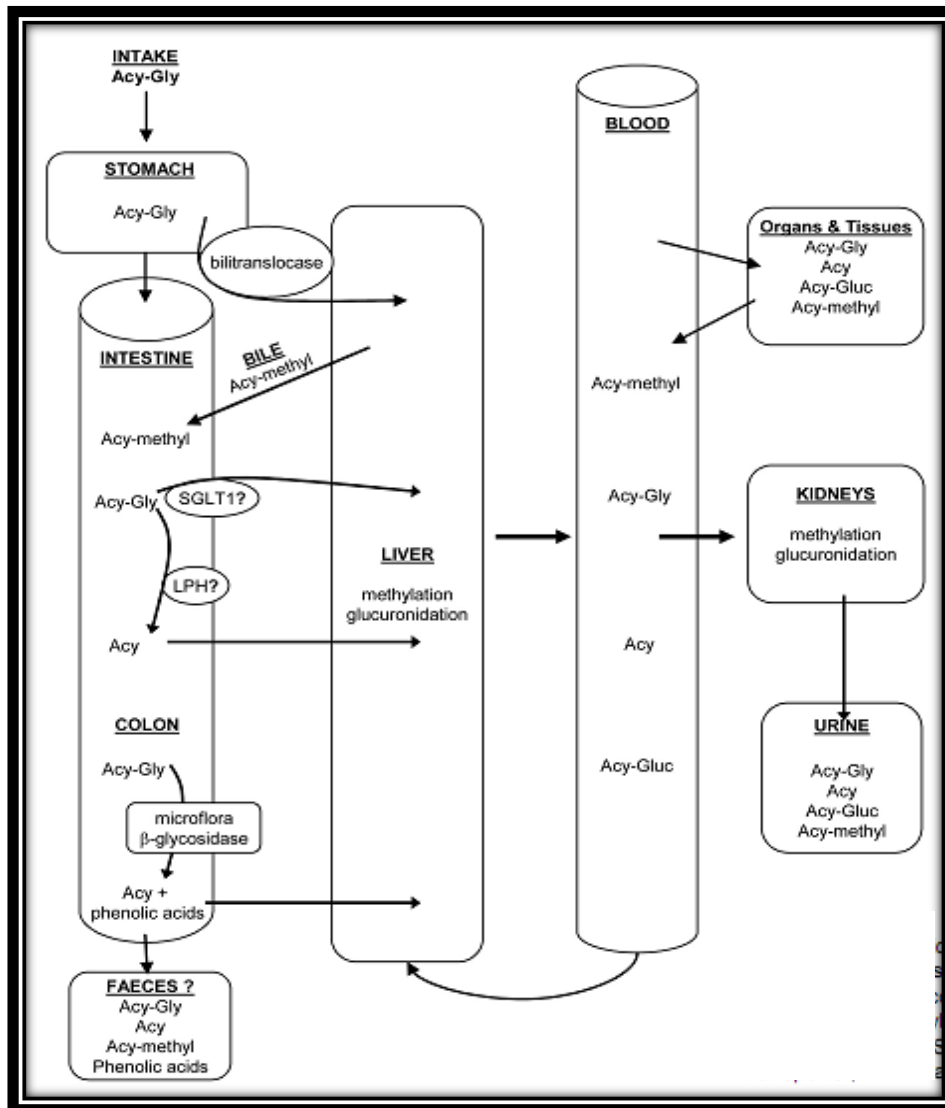 INTAKE
Acy-Gly
STOMACH
Acy-Gly
bilitranslocase
INTESTINE
BILE
Acy-methyl
Acy-methyl
Acy-Gly
SGLT1?
LPH?
Acy
COLON
Acy-Gly
microflora
β-glycosidase
Acy +
phenolic acids
FAECES ?
Acy-Gly
Acy
Acy-methyl
Phenolic acids
LIVER
methylation
glucuronidation
BLOOD
Acy-methyl
Acy-Gly
Acy
Acy-Gluc
Organs & Tissues
Acy-Gly
Acy
Acy-Gluc
Acy-methyl
KIDNEYS
methylation
glucuronidation
URINE
Acy-Gly
Acy
Acy-Gluc
Acy-methyl